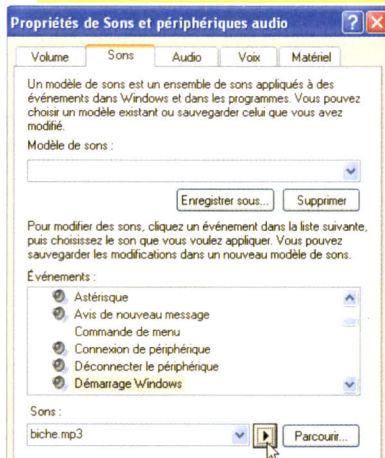 Propriétés de Sons et périphériques audio
Volume Sons Audio Voix Matériel
Un modèle de sons est un ensemble de sons appliqués à des
événements dans Windows et dans les programmes. Vous pouvez
choisir un modèle existant ou sauvegarder celui que vous avez
modifié.
Modèle de sons :
Enregistrer sous... Supprimer
Pour modifier des sons, cliquez un événement dans la liste suivante,
puis choisissez le son que vous voulez appliquer. Vous pouvez
sauvegarder les modifications dans un nouveau modèle de sons.
Événements :
Astérisque
Avis de nouveau message
Commande de menu
Connexion de périphérique
Déconnecter le périphérique
Démarrage Windows
Sons :
biche.mp3 Parcourir...